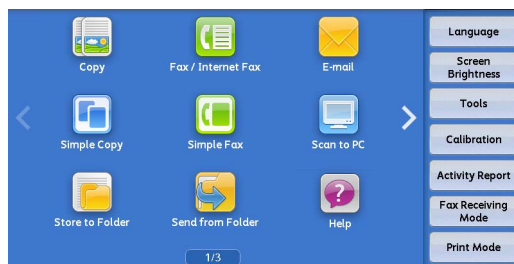 Copy
Fax / Internet Fax
E-mail
Simple Copy
Simple Fax
Scan to PC
Store to Folder
Send from Folder
Help
1/3
Language
Screen
Brightness
Tools
Calibration
Activity Report
Fax Receiving
Mode
Print Mode